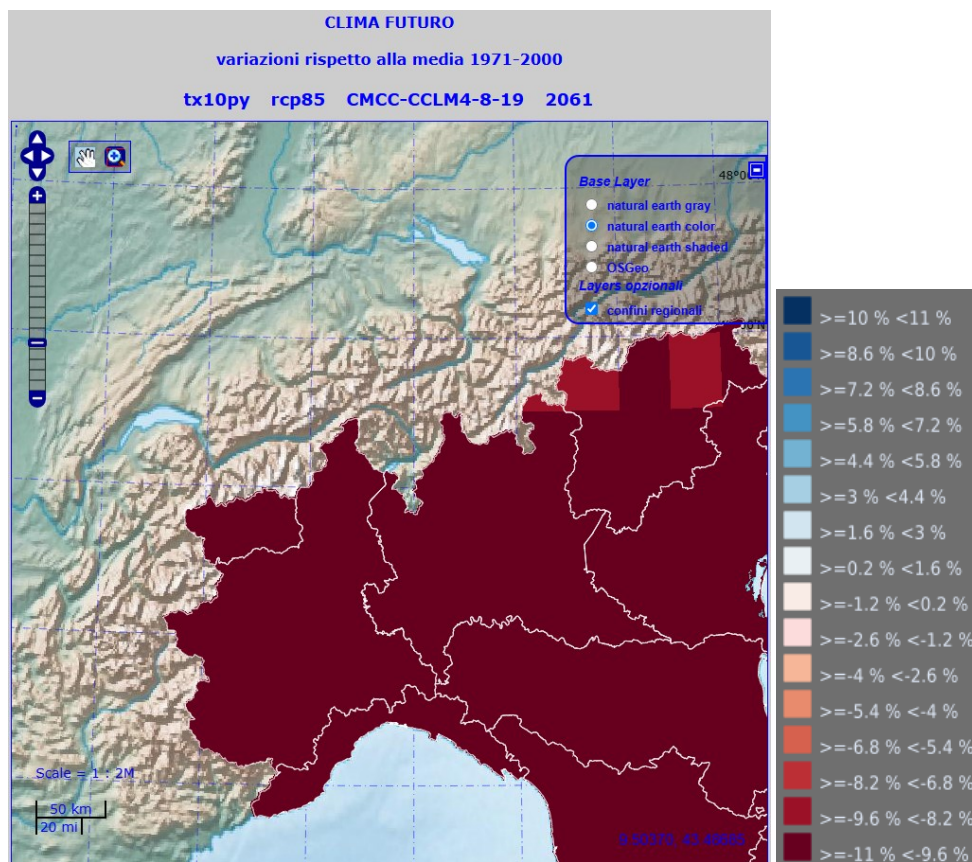 CLIMA FUTURO
variazioni rispetto alla media 1971-2000
tx10py rcp85 CMCC-CCLM4-8-19 2061
Base Layer
natural earth gray
natural earth color
natural earth shaded
OSGeo
Layers opzionali
confini regionali
Scale = 1 : 2M
50 km
20 mi
>=10 % <11 %
>=8.6 % <10 %
>=7.2 % <8.6 %
>=5.8 % <7.2 %
>=4.4 % <5.8 %
>=3 % <4.4 %
>=1.6 % <3 %
>=0.2 % <1.6 %
>=-1.2 % <0.2 %
>=-2.6 % <-1.2 %
>=-4 % <-2.6 %
>=-5.4 % <-4 %
>=-6.8 % <-5.4 %
>=-8.2 % <-6.8 %
>=-9.6 % <-8.2 %
>=-11 % <-9.6 %